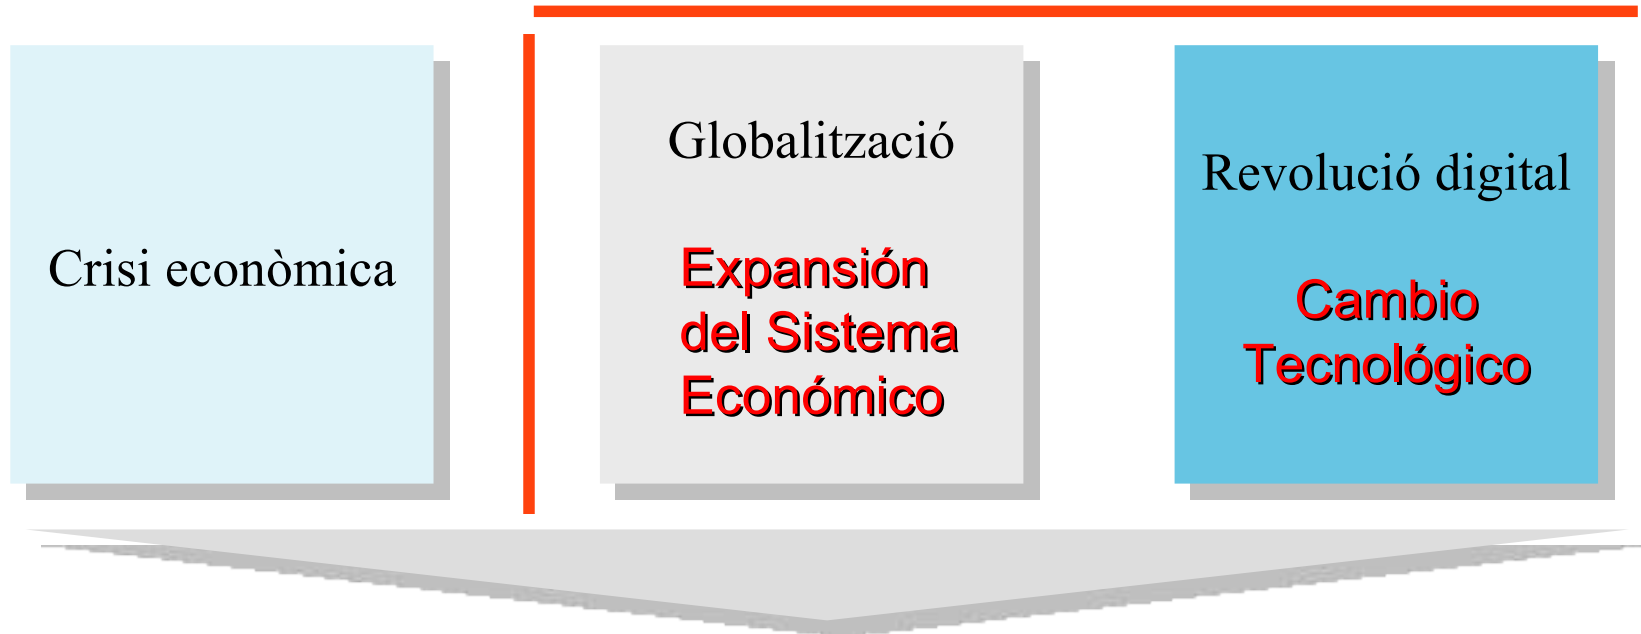 Crisi econòmica
Globalització
Expansión
del Sistema
Económico
Revolució digital
Cambio
Tecnológico